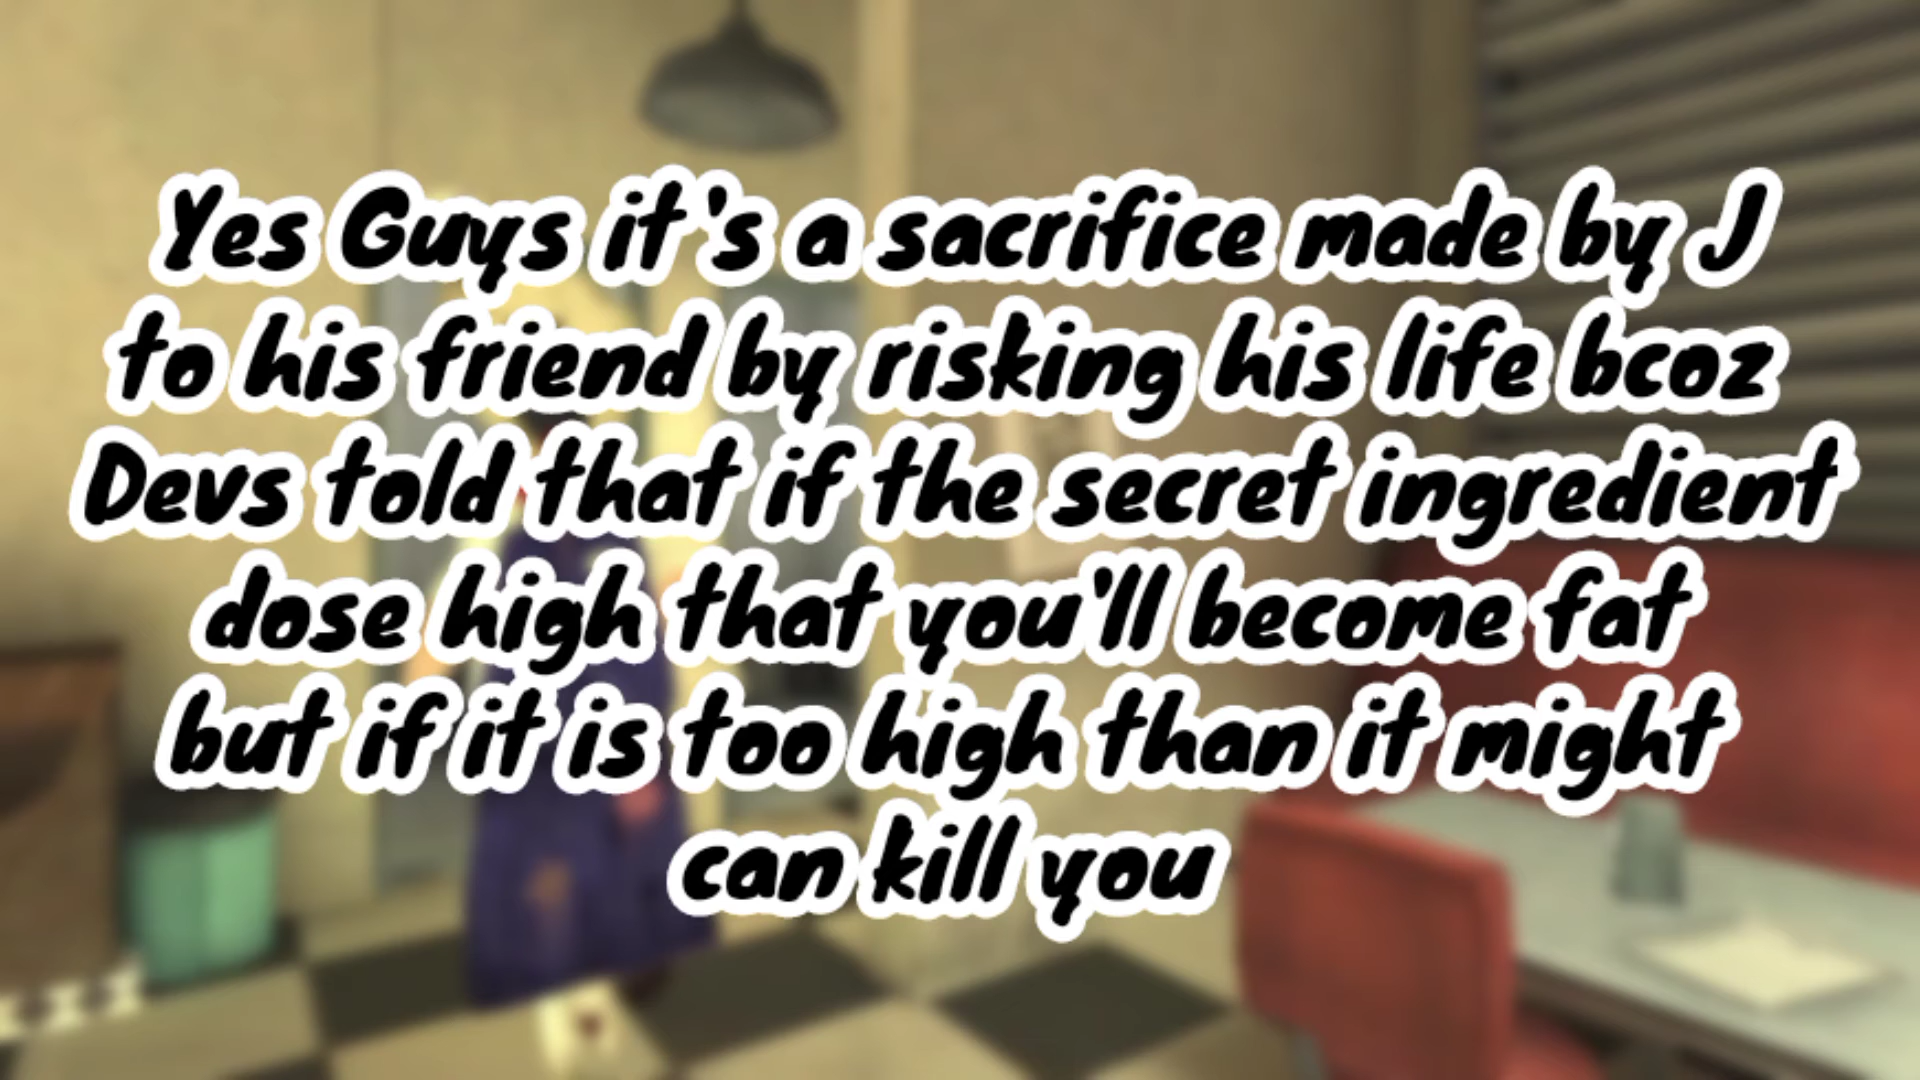 Yes Guys it's a sacrifice made by J
to his friend by risking his life bcoz
Devs told that if the secret ingredient
dose high that you'll become fat
but if it is too high than it might
can kill you